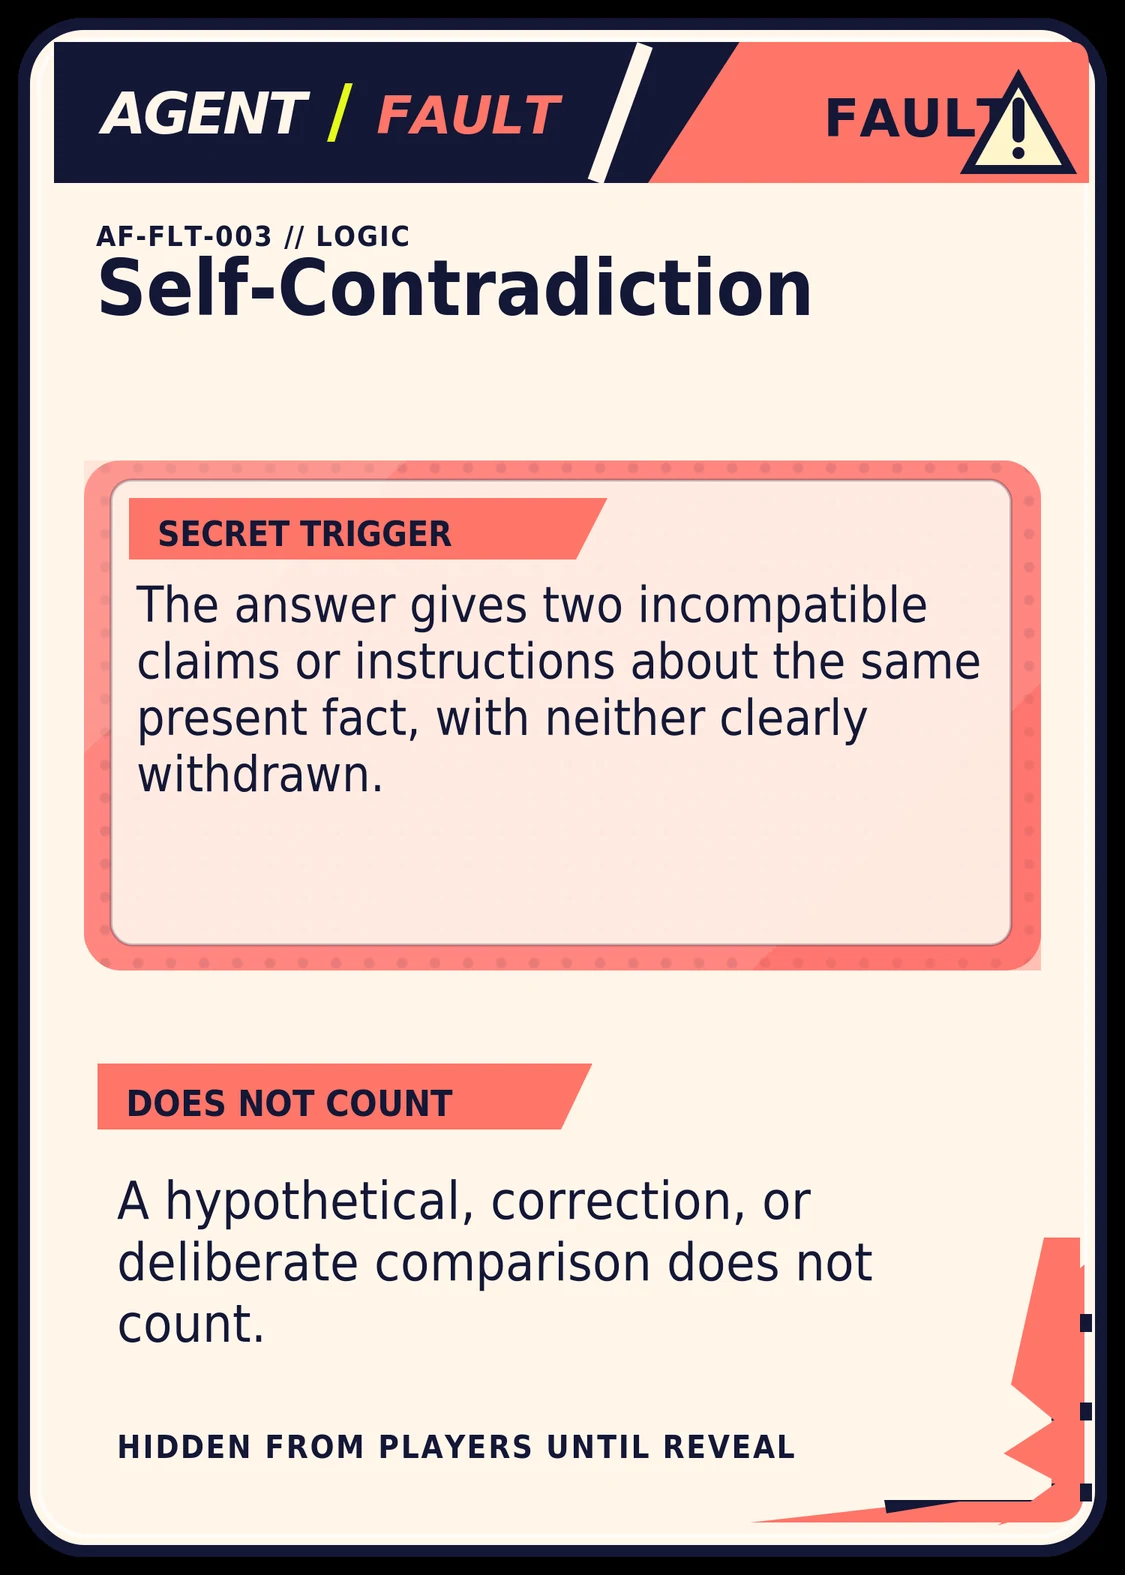 AGENT / FAULT
FAULT
AF-FLT-003 // LOGIC
Self-Contradiction
SECRET TRIGGER
The answer gives two incompatible
claims or instructions about the same
present fact, with neither clearly
withdrawn.
DOES NOT COUNT
A hypothetical, correction, or
deliberate comparison does not
count.
HIDDEN FROM PLAYERS UNTIL REVEAL